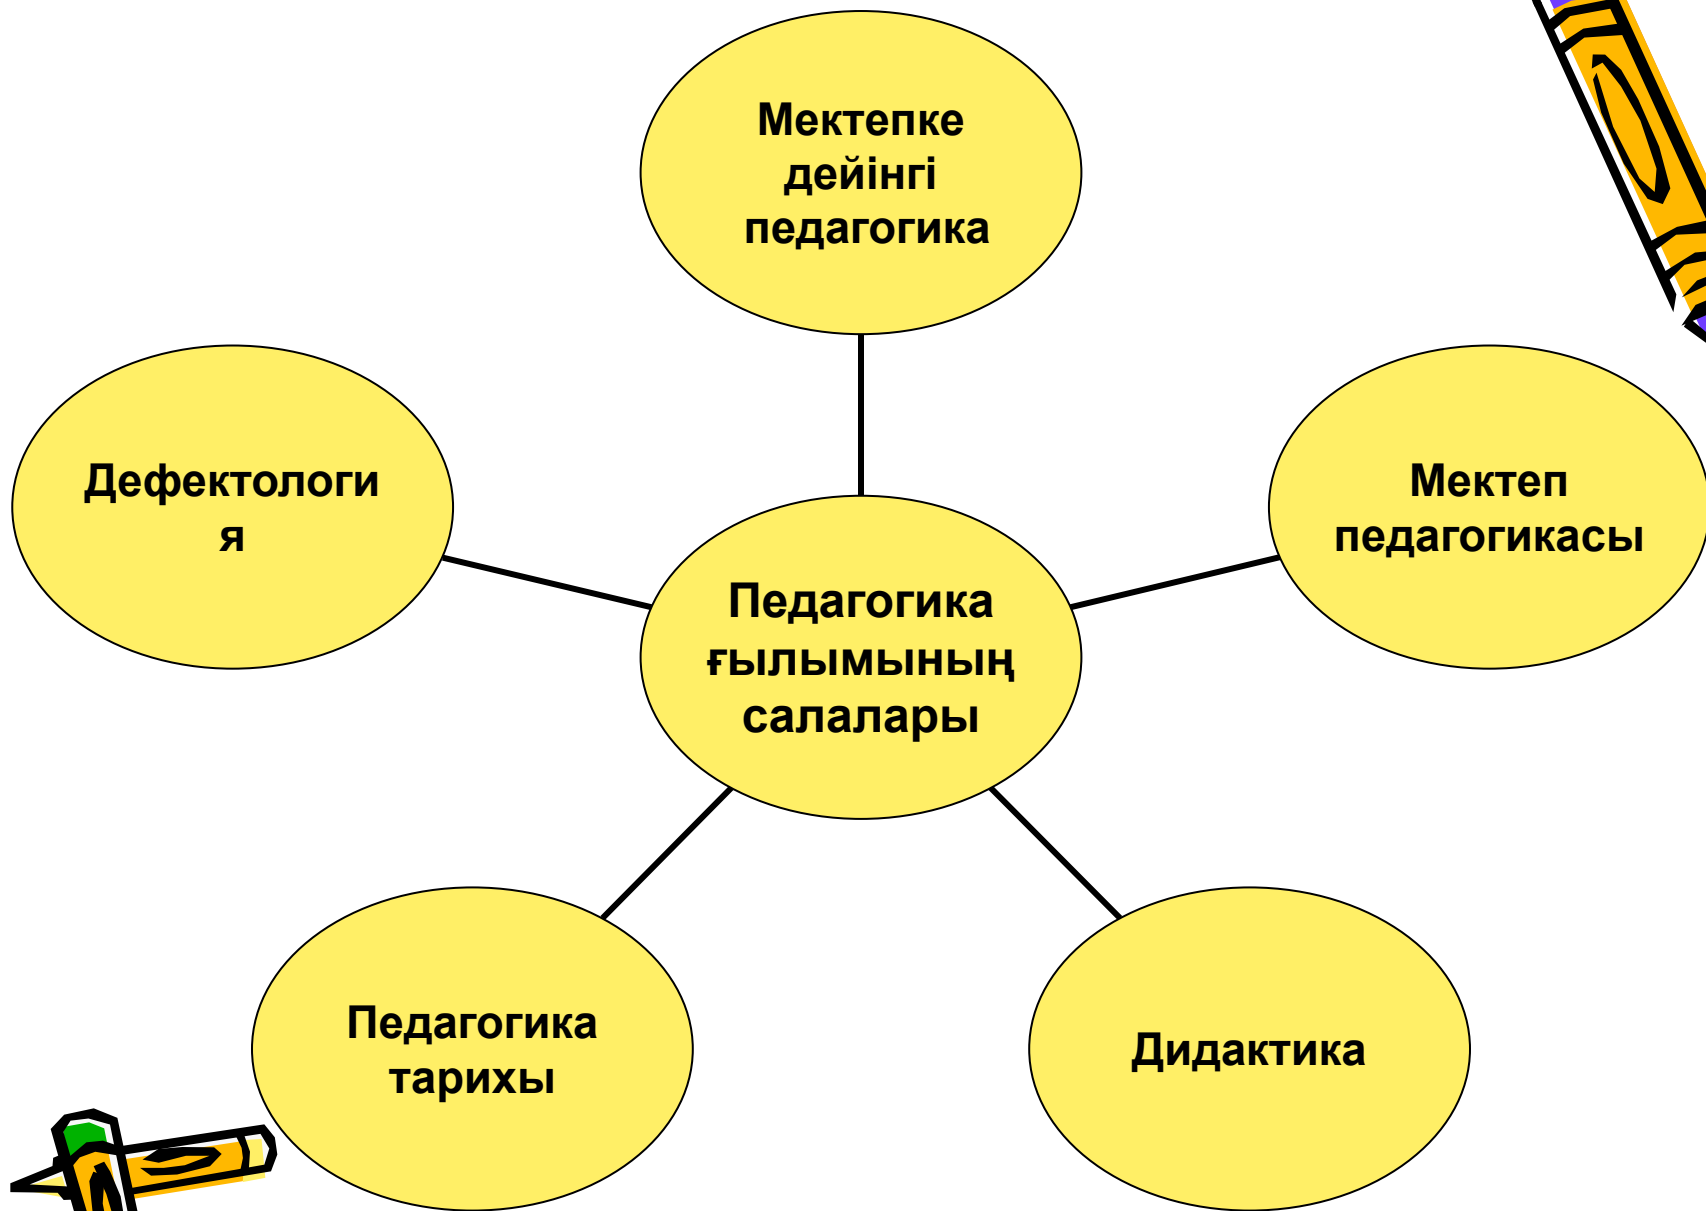 Мектепке
дейінгі
педагогика
Дефектологи
я
Мектеп
педагогикасы
Педагогика
ғылымының
салалары
Педагогика
тарихы
Дидактика